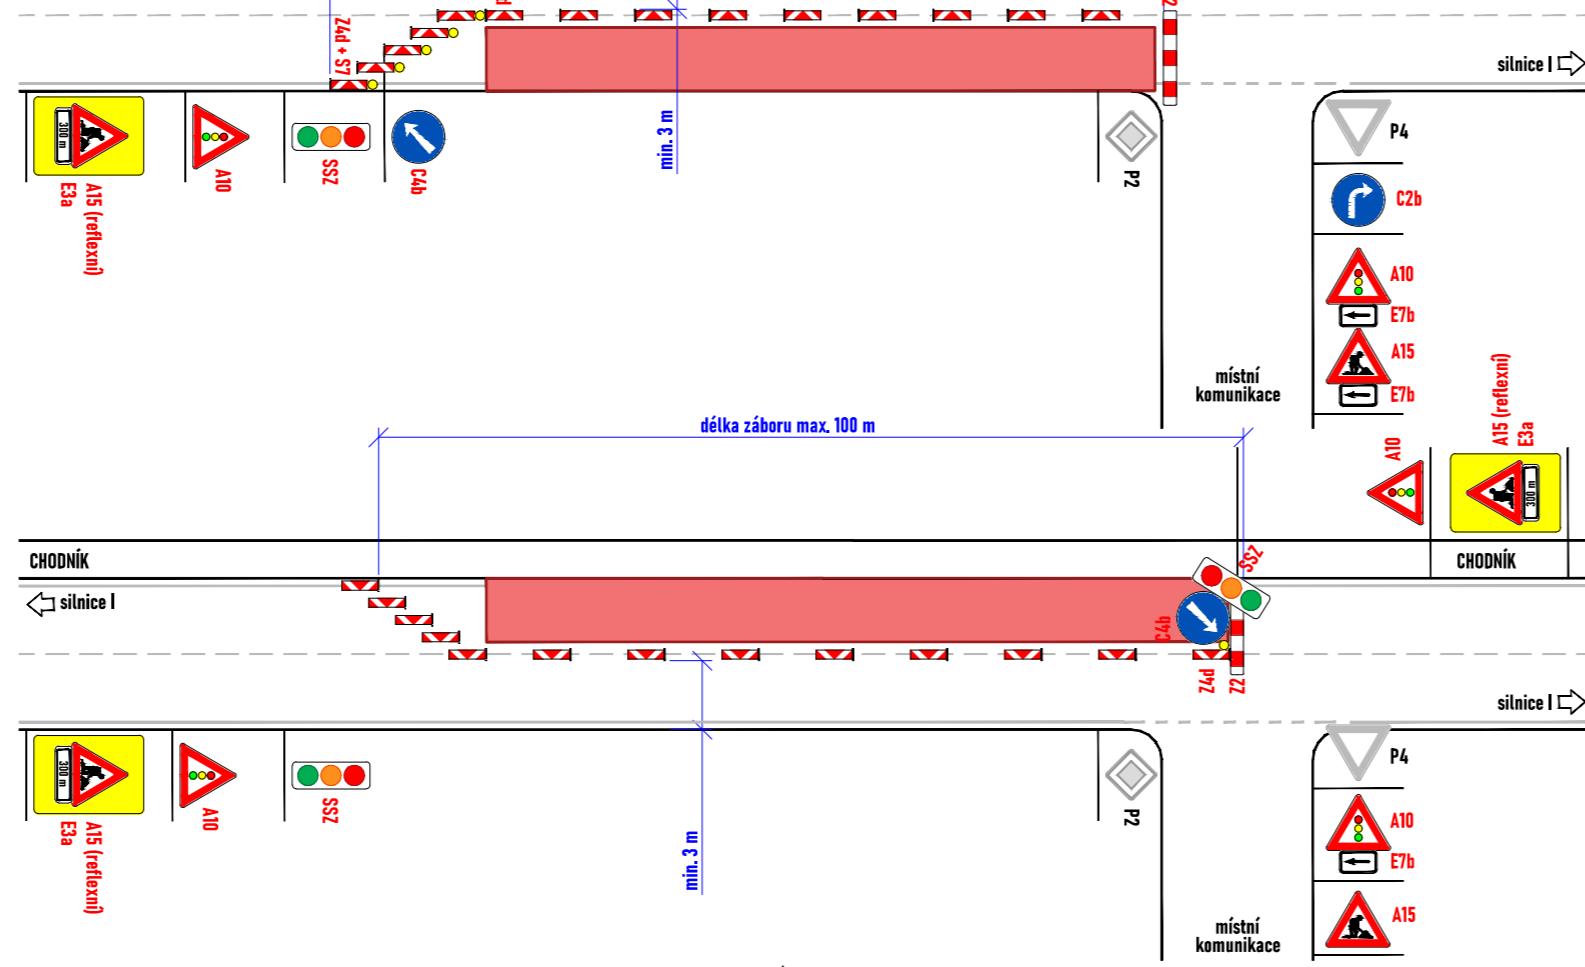 Z4d + S7
silnice I
300 m
A15 (reflexní)
E3a
A10
SSZ
C4b
min. 3 m
P2
P4
C2b
A10
E7b
A15
E7b
místní
komunikace
délka záboru max. 100 m
A10
A15 (reflexní)
E3a
300 m
CHODNÍK
CHODNÍK
silnice I
SSZ
C4b
Z4d
Z2
silnice I
300 m
A15 (reflexní)
E3a
A10
SSZ
min. 3 m
P2
P4
A10
E7b
A15
místní
komunikace